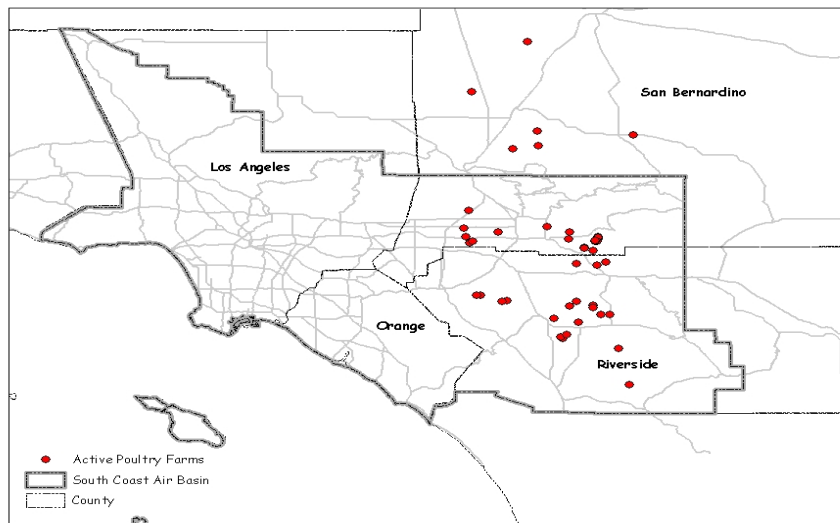 San Bernardino
Los Angeles
Orange
Riverside
Active Poultry Farms
South Coast Air Basin
County